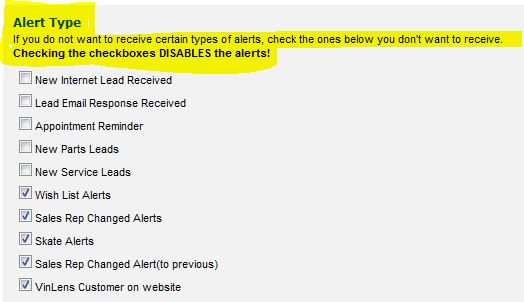 Alert Type
If you do not want to receive certain types of alerts, check the ones below you don't want to receive.
Checking the checkboxes DISABLES the alerts!
New Internet Lead Received
Lead Email Response Received
Appointment Reminder
New Parts Leads
New Service Leads
Wish List Alerts
Sales Rep Changed Alerts
Skate Alerts
Sales Rep Changed Alert(to previous)
VinLens Customer on website